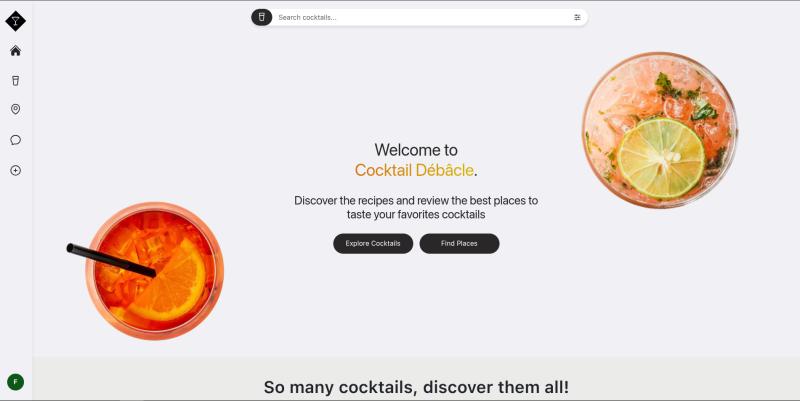 Search cocktails...
Welcome to
Cocktail Débâcle.
Discover the recipes and review the best places to
taste your favorites cocktails
Explore Cocktails
Find Places
F
So many cocktails, discover them all!